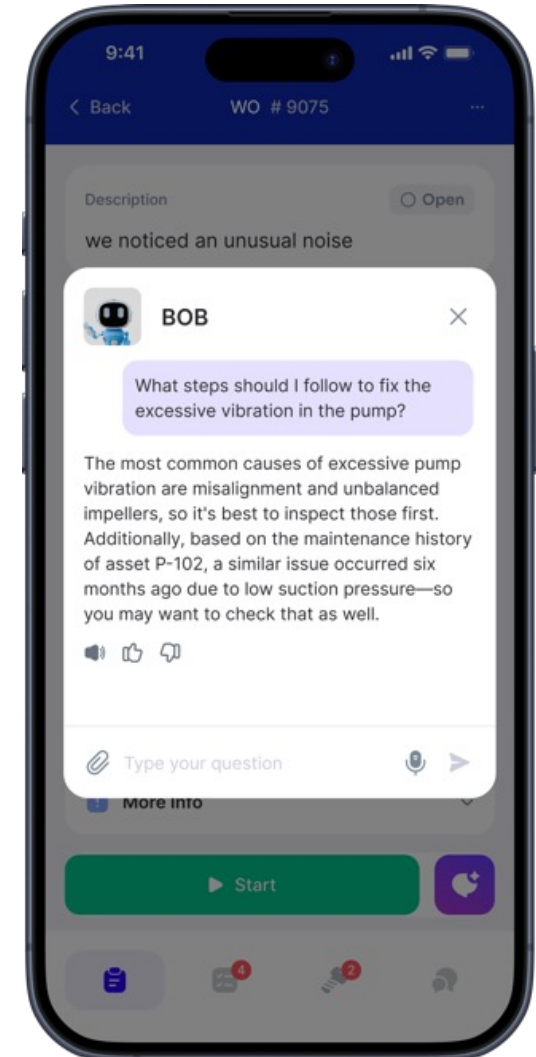 9:41
Back
WO # 9075
Description
Open
we noticed an unusual noise
BOB
What steps should I follow to fix the
excessive vibration in the pump?
The most common causes of excessive pump
vibration are misalignment and unbalanced
impellers, so it's best to inspect those first.
Additionally, based on the maintenance history
of asset P-102, a similar issue occurred six
months ago due to low suction pressure—so
you may want to check that as well.
Type your question
More Info
Start
4
2